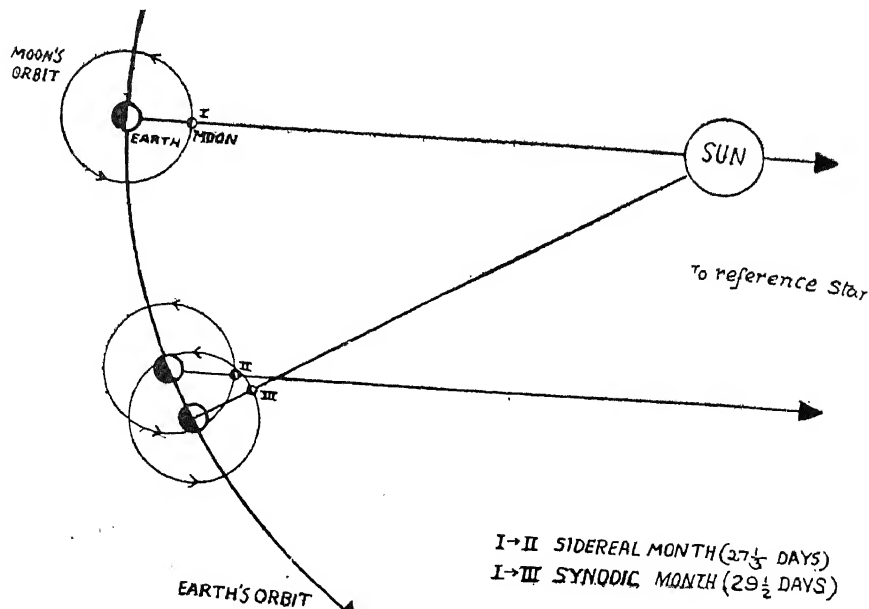 MOON'S
ORBIT
I
EARTH MOON
SUN
To reference Star
II
III
I→II SIDEREAL MONTH (27⅓ DAYS)
I→III SYNODIC MONTH (29½ DAYS)
EARTH'S ORBIT